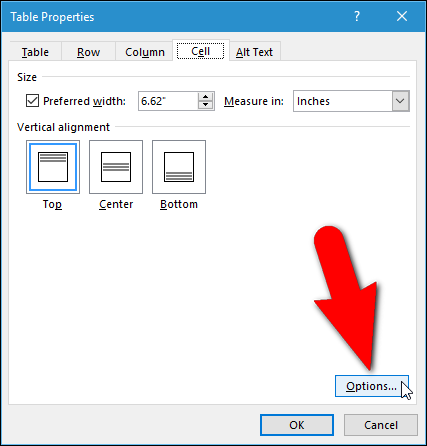 Table Properties ? ×
Table Row Column Cell Alt Text
Size
Preferred width: 6.62" Measure in: Inches
Vertical alignment
Top Center Bottom
Options...
OK Cancel